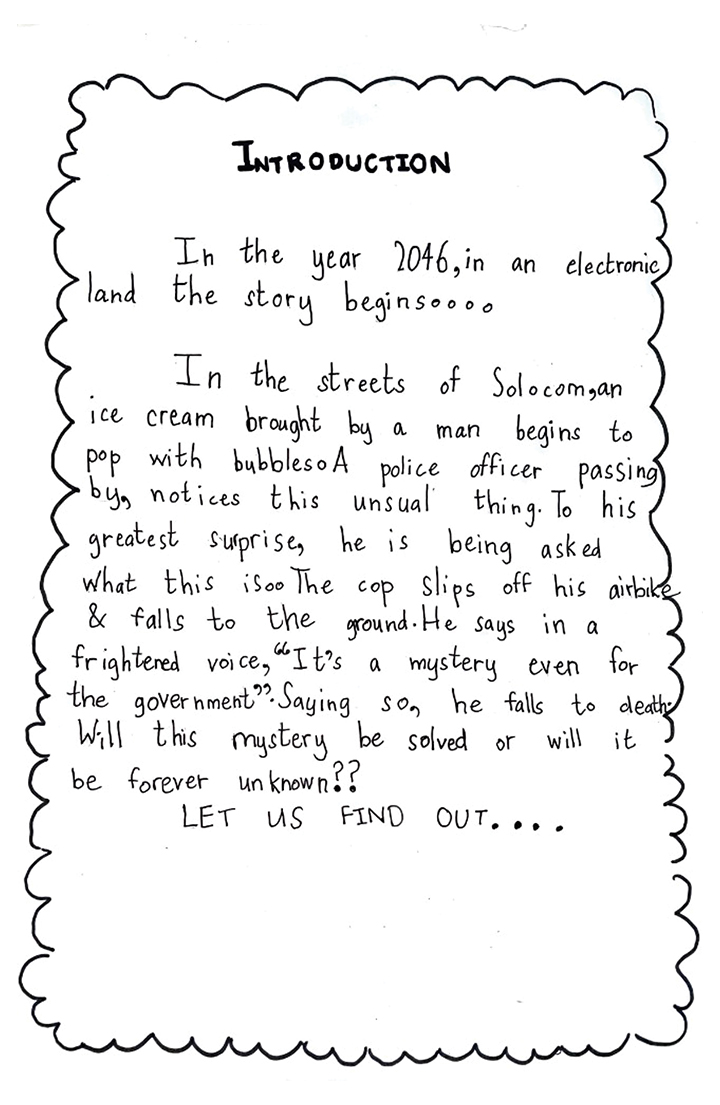 INTRODUCTION
In the year 2046, in an electronic
land the story begins....
In the streets of Solocom, an
ice cream brought by a man begins to
pop with bubbles. A police officer passing
by, notices this unsual thing. To his
greatest surprise, he is being asked
what this is.. The cop slips off his airbike
& falls to the ground. He says in a
frightered voice, "It's a mystery even for
the government". Saying so, he falls to death.
Will this mystery be solved or will it
be forever unknown??
LET US FIND OUT....